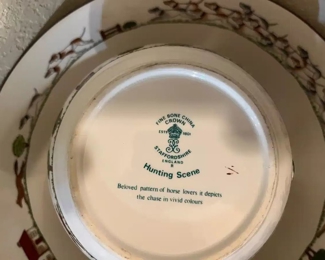 FINE BONE CHINA
CROWN
ESTD 1801
STAFFORDSHIRE
ENGLAND
Hunting Scene
Beloved pattern of horse lovers it depicts
the chase in vivid colours